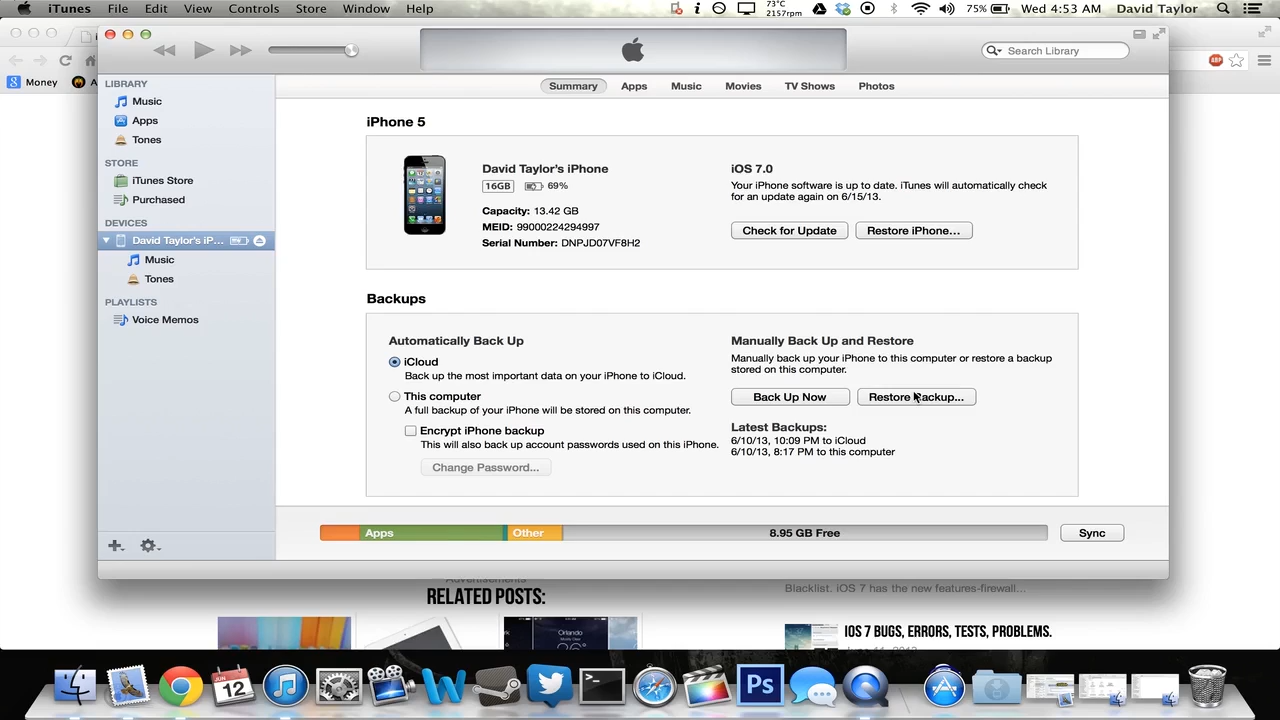 iTunes File Edit View Controls Store Window Help
73°C
2157rpm
75% Wed 4:53 AM David Taylor
Search Library
Money
ABP
LIBRARY
Music
Apps
Tones
STORE
iTunes Store
Purchased
DEVICES
David Taylor's iP...
Music
Tones
PLAYLISTS
Voice Memos
Summary Apps Music Movies TV Shows Photos
iPhone 5
David Taylor's iPhone
16GB 69%
Capacity: 13.42 GB
MEID: 99000224294997
Serial Number: DNPJD07VF8H2
iOS 7.0
Your iPhone software is up to date. iTunes will automatically check
for an update again on 6/15/13.
Check for Update Restore iPhone...
Backups
Automatically Back Up
iCloud
Back up the most important data on your iPhone to iCloud.
This computer
A full backup of your iPhone will be stored on this computer.
Encrypt iPhone backup
This will also back up account passwords used on this iPhone.
Change Password...
Manually Back Up and Restore
Manually back up your iPhone to this computer or restore a backup
stored on this computer.
Back Up Now Restore Backup...
Latest Backups:
6/10/13, 10:09 PM to iCloud
6/10/13, 8:17 PM to this computer
Apps Other 8.95 GB Free Sync
Advertisements
RELATED POSTS:
Blacklist. iOS 7 has the new features-firewall...
Orlando
IOS 7 BUGS, ERRORS, TESTS, PROBLEMS.
JUN
12
Ps